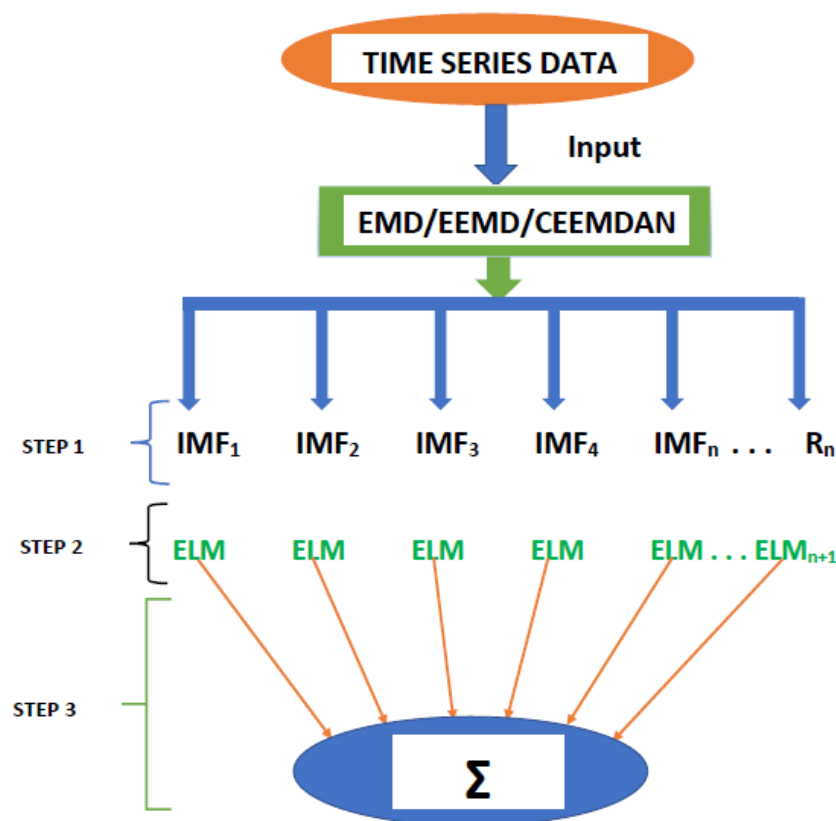 TIME SERIES DATA
Input
EMD/EEMD/CEEMDAN
STEP 1 IMF₁ IMF₂ IMF₃ IMF₄ IMFₙ . . . Rₙ
STEP 2 ELM ELM ELM ELM ELM . . . ELMₙ₊₁
STEP 3
Σ